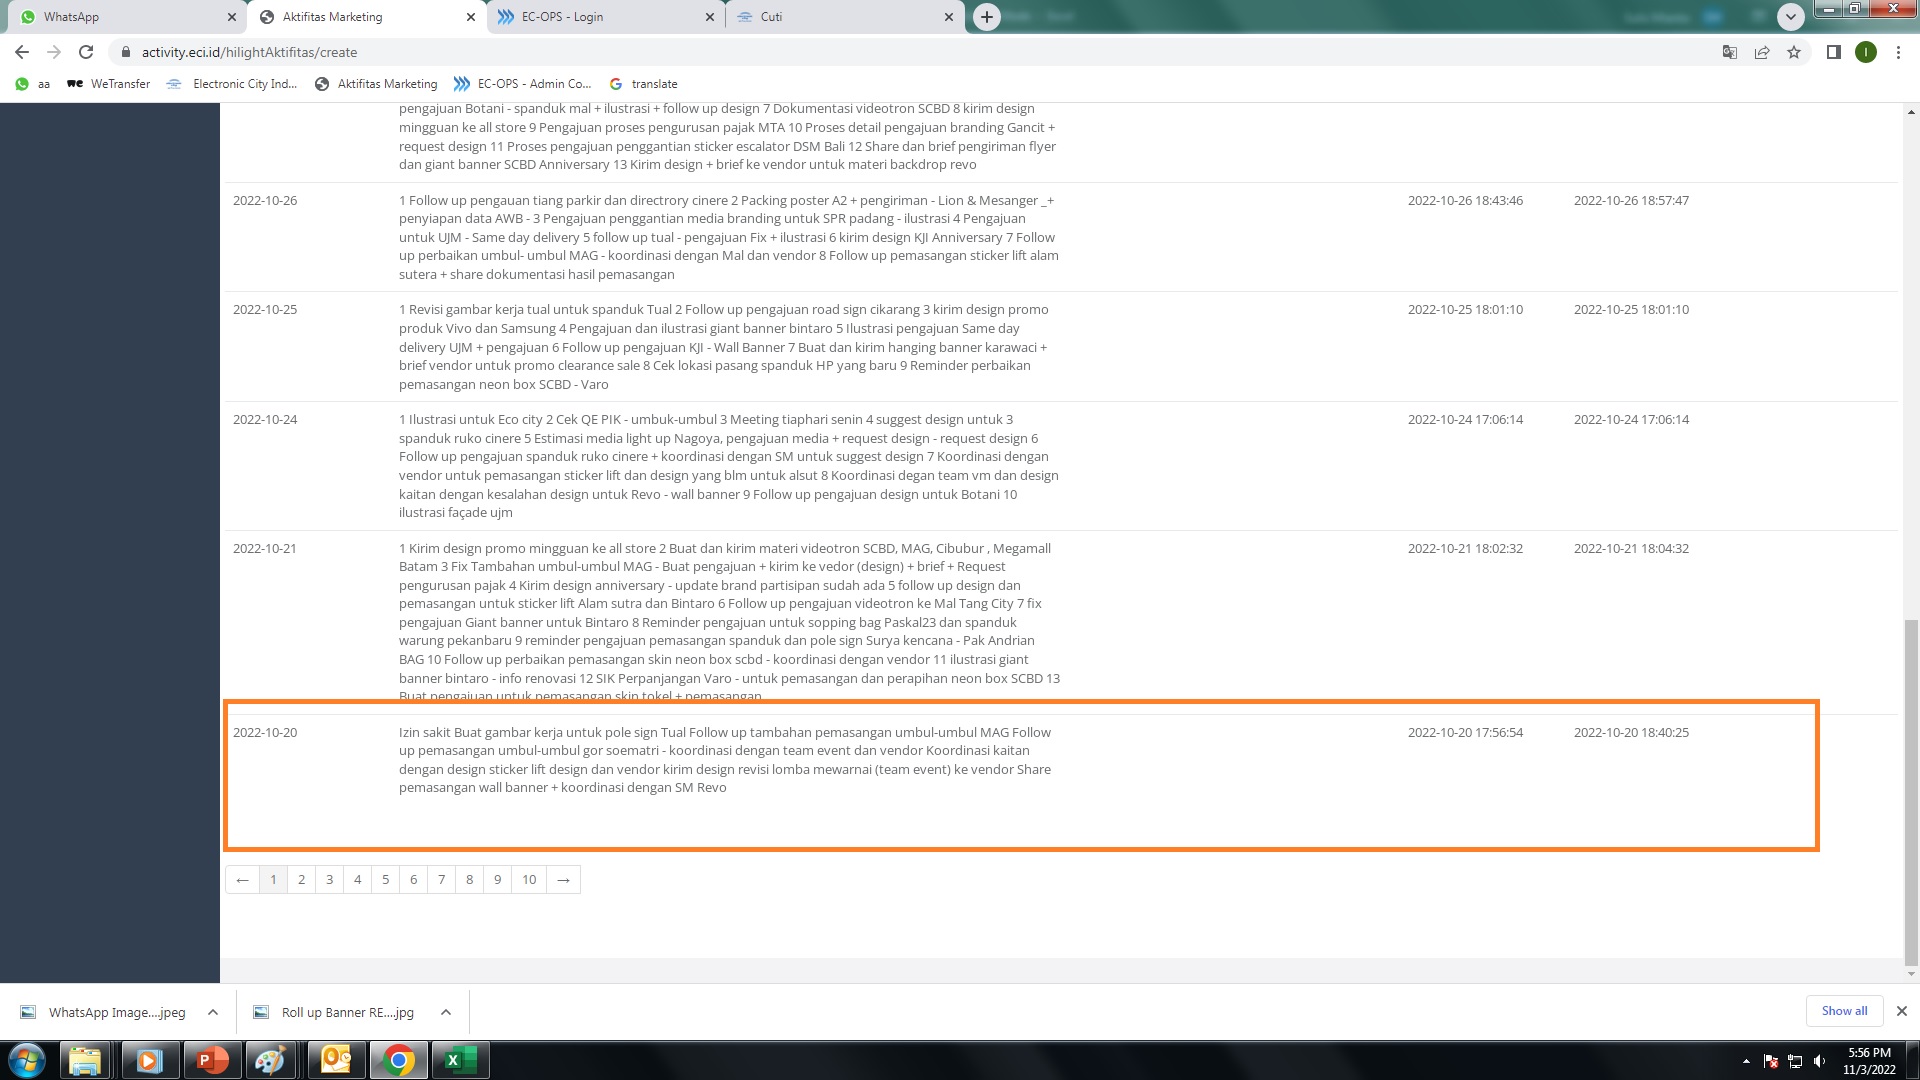 WhatsApp
Aktifitas Marketing
EC-OPS - Login
Cuti
activity.eci.id/hilightAktifitas/create
I
aa
WeTransfer
Electronic City Ind...
Aktifitas Marketing
EC-OPS - Admin Co...
translate
pengajuan Botani - spanduk mal + ilustrasi + follow up design 7 Dokumentasi videotron SCBD 8 kirim design
mingguan ke all store 9 Pengajuan proses pengurusan pajak MTA 10 Proses detail pengajuan branding Gancit +
request design 11 Proses pengajuan penggantian sticker escalator DSM Bali 12 Share dan brief pengiriman flyer
dan giant banner SCBD Anniversary 13 Kirim design + brief ke vendor untuk materi backdrop revo
2022-10-26
1 Follow up pengauan tiang parkir dan directrory cinere 2 Packing poster A2 + pengiriman - Lion & Mesanger _+
penyiapan data AWB - 3 Pengajuan penggantian media branding untuk SPR padang - ilustrasi 4 Pengajuan
untuk UJM - Same day delivery 5 follow up tual - pengajuan Fix + ilustrasi 6 kirim design KJI Anniversary 7 Follow
up perbaikan umbul- umbul MAG - koordinasi dengan Mal dan vendor 8 Follow up pemasangan sticker lift alam
sutera + share dokumentasi hasil pemasangan
2022-10-26 18:43:46
2022-10-26 18:57:47
2022-10-25
1 Revisi gambar kerja tual untuk spanduk Tual 2 Follow up pengajuan road sign cikarang 3 kirim design promo
produk Vivo dan Samsung 4 Pengajuan dan ilustrasi giant banner bintaro 5 Ilustrasi pengajuan Same day
delivery UJM + pengajuan 6 Follow up pengajuan KJI - Wall Banner 7 Buat dan kirim hanging banner karawaci +
brief vendor untuk promo clearance sale 8 Cek lokasi pasang spanduk HP yang baru 9 Reminder perbaikan
pemasangan neon box SCBD - Varo
2022-10-25 18:01:10
2022-10-25 18:01:10
2022-10-24
1 Ilustrasi untuk Eco city 2 Cek QE PIK - umbuk-umbul 3 Meeting tiaphari senin 4 suggest design untuk 3
spanduk ruko cinere 5 Estimasi media light up Nagoya, pengajuan media + request design - request design 6
Follow up pengajuan spanduk ruko cinere + koordinasi dengan SM untuk suggest design 7 Koordinasi dengan
vendor untuk pemasangan sticker lift dan design yang blm untuk alsut 8 Koordinasi degan team vm dan design
kaitan dengan kesalahan design untuk Revo - wall banner 9 Follow up pengajuan design untuk Botani 10
ilustrasi façade ujm
2022-10-24 17:06:14
2022-10-24 17:06:14
2022-10-21
1 Kirim design promo mingguan ke all store 2 Buat dan kirim materi videotron SCBD, MAG, Cibubur , Megamall
Batam 3 Fix Tambahan umbul-umbul MAG - Buat pengajuan + kirim ke vedor (design) + brief + Request
pengurusan pajak 4 Kirim design anniversary - update brand partisipan sudah ada 5 follow up design dan
pemasangan untuk sticker lift Alam sutra dan Bintaro 6 Follow up pengajuan videotron ke Mal Tang City 7 fix
pengajuan Giant banner untuk Bintaro 8 Reminder pengajuan untuk sopping bag Paskal23 dan spanduk
warung pekanbaru 9 reminder pengajuan pemasangan spanduk dan pole sign Surya kencana - Pak Andrian
BAG 10 Follow up perbaikan pemasangan skin neon box scbd - koordinasi dengan vendor 11 ilustrasi giant
banner bintaro - info renovasi 12 SIK Perpanjangan Varo - untuk pemasangan dan perapihan neon box SCBD 13
Buat pengajuan untuk pemasangan skin tokel + pemasangan
2022-10-21 18:02:32
2022-10-21 18:04:32
2022-10-20
Izin sakit Buat gambar kerja untuk pole sign Tual Follow up tambahan pemasangan umbul-umbul MAG Follow
up pemasangan umbul-umbul gor soematri - koordinasi dengan team event dan vendor Koordinasi kaitan
dengan design sticker lift design dan vendor kirim design revisi lomba mewarnai (team event) ke vendor Share
pemasangan wall banner + koordinasi dengan SM Revo
2022-10-20 17:56:54
2022-10-20 18:40:25
← 1 2 3 4 5 6 7 8 9 10 →
WhatsApp Image....jpeg
Roll up Banner RE....jpg
Show all
5:56 PM
11/3/2022